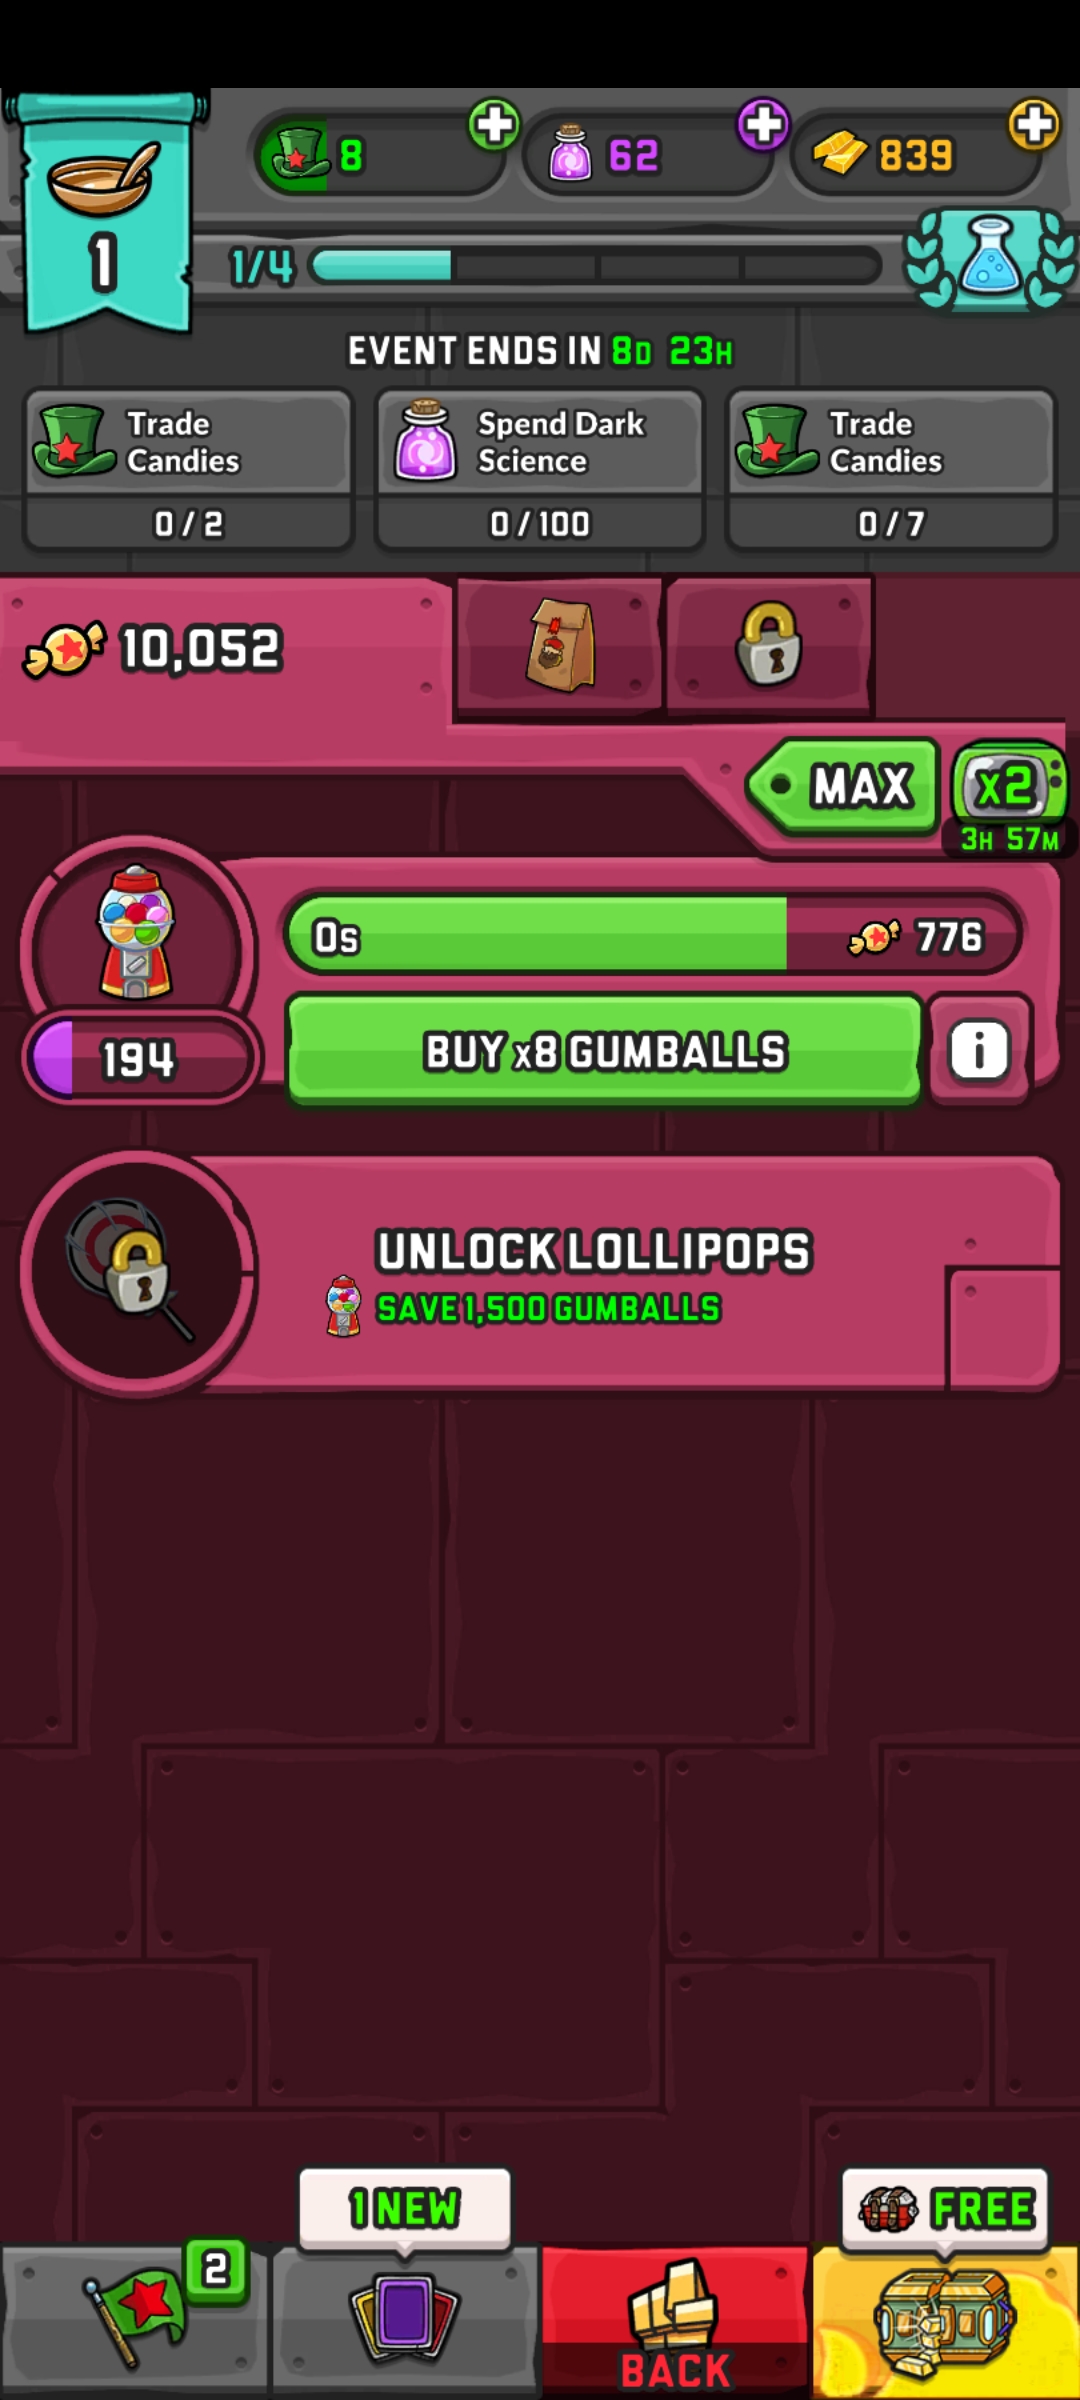 8
62
839
1
1/4
EVENT ENDS IN 8D 23H
Trade
Candies
0/2
Spend Dark
Science
0/100
Trade
Candies
0/7
10,052
MAX
x2
3H 57M
0s
776
194
BUY x8 GUMBALLS
i
UNLOCK LOLLIPOPS
SAVE 1,500 GUMBALLS
1 NEW
FREE
2
BACK